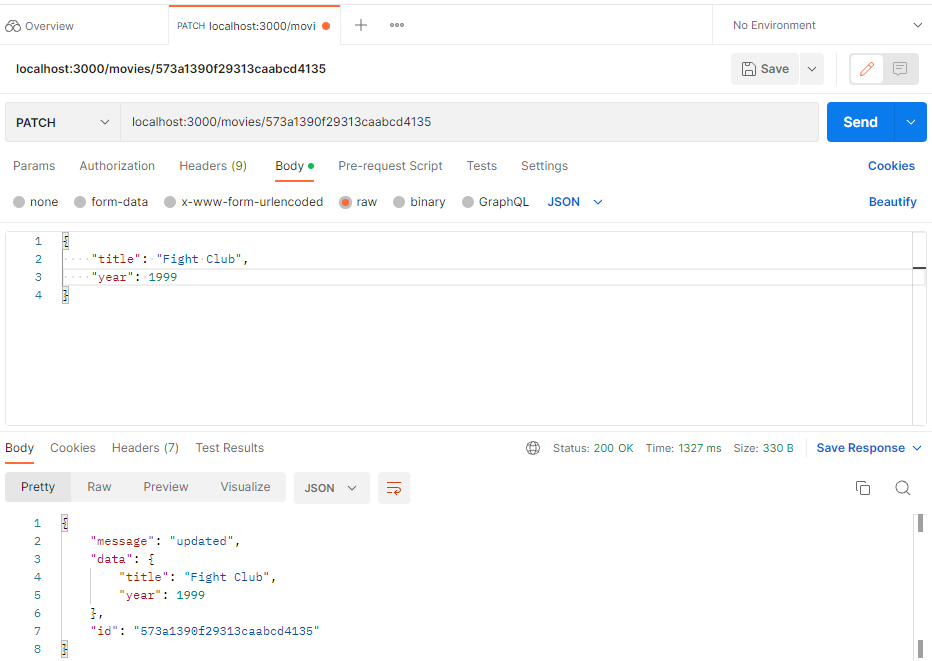 Overview PATCH localhost:3000/movi No Environment
localhost:3000/movies/573a1390f29313caabcd4135 Save
PATCH localhost:3000/movies/573a1390f29313caabcd4135 Send
Params Authorization Headers (9) Body Pre-request Script Tests Settings Cookies
none form-data x-www-form-urlencoded raw binary GraphQL JSON Beautify
1 {
2 "title": "Fight Club",
3 "year": 1999
4 }
Body Cookies Headers (7) Test Results Status: 200 OK Time: 1327 ms Size: 330 B Save Response
Pretty Raw Preview Visualize JSON
1 {
2 "message": "updated",
3 "data": {
4 "title": "Fight Club",
5 "year": 1999
6 },
7 "id": "573a1390f29313caabcd4135"
8 }